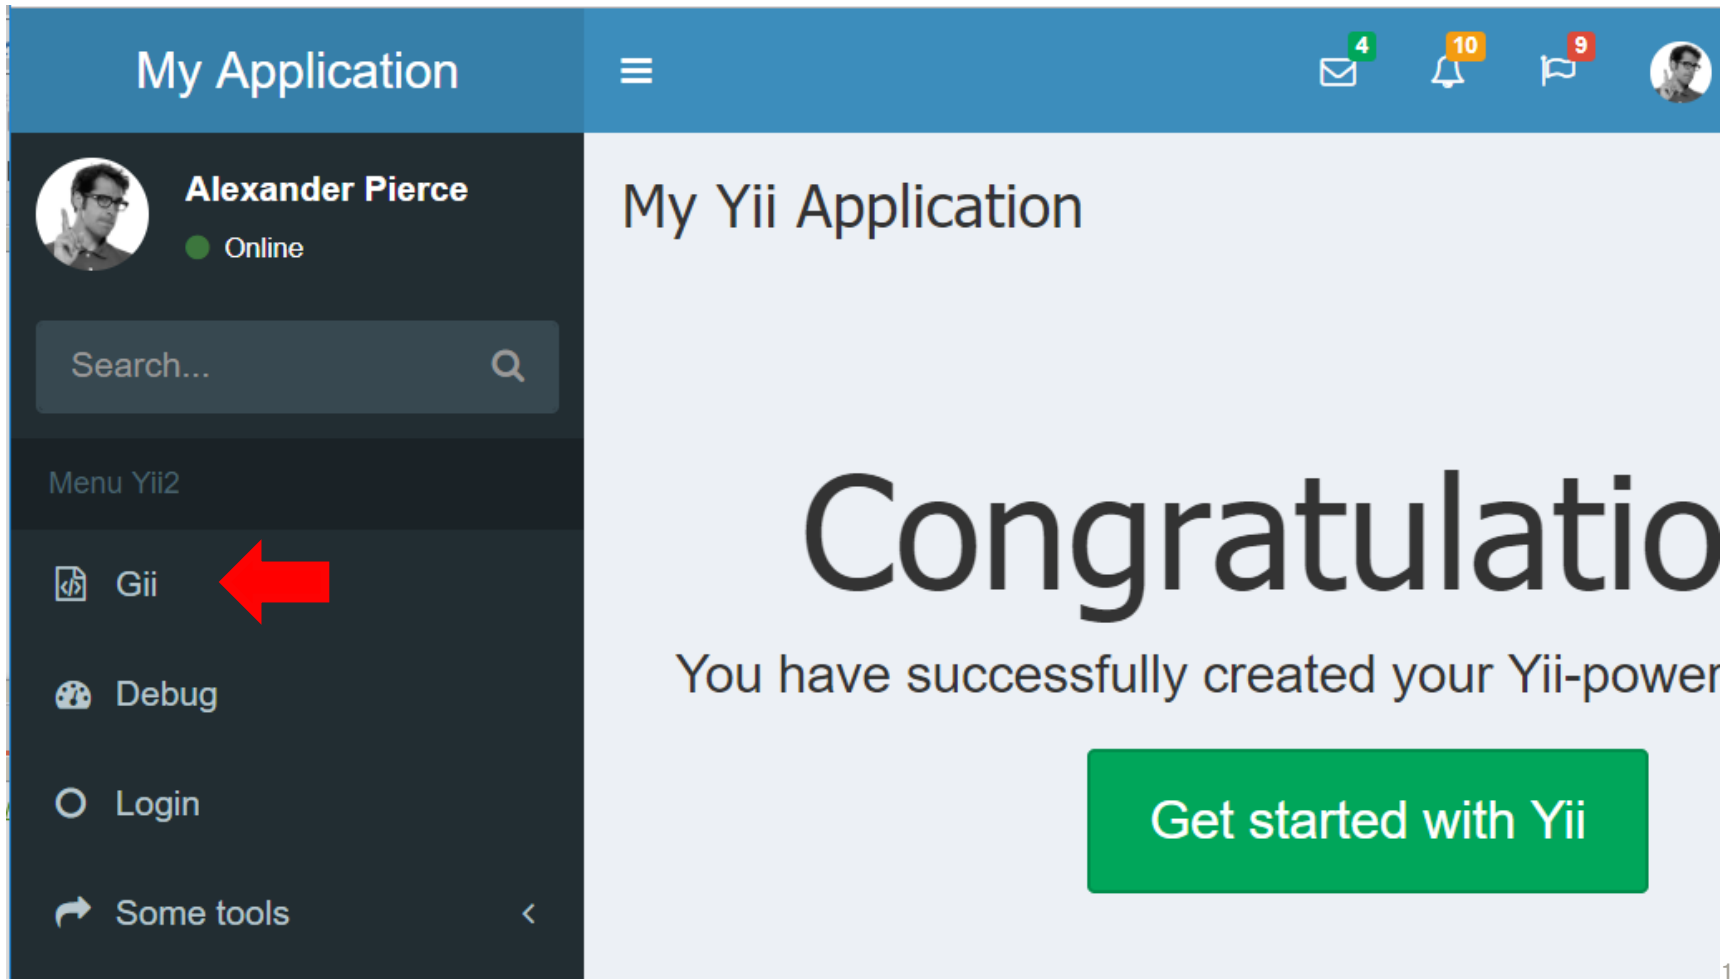 My Application
4
10
9
Alexander Pierce
Online
My Yii Application
Search...
Menu Yii2
Gii
Debug
Login
Some tools
Congratulatio
You have successfully created your Yii-power
Get started with Yii
1